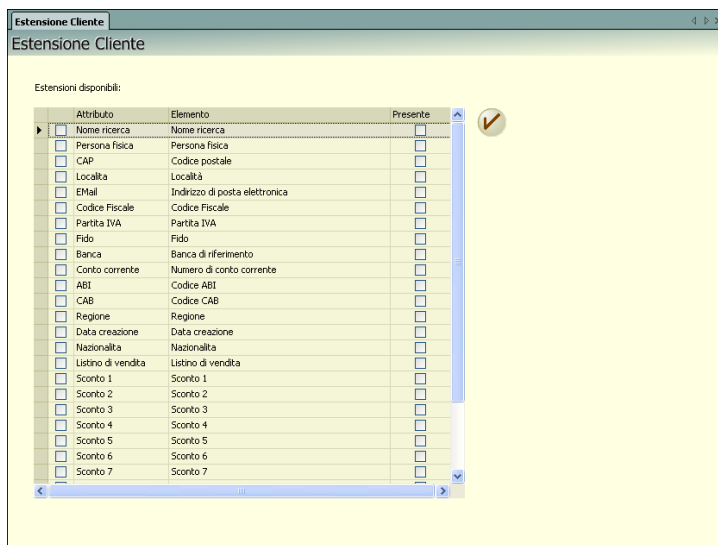 Estensione Cliente
Estensione Cliente
Estensioni disponibili:
Attributo Elemento Presente
Nome ricerca Nome ricerca
Persona fisica Persona fisica
CAP Codice postale
Localita Località
EMail Indirizzo di posta elettronica
Codice Fiscale Codice Fiscale
Partita IVA Partita IVA
Fido Fido
Banca Banca di riferimento
Conto corrente Numero di conto corrente
ABI Codice ABI
CAB Codice CAB
Regione Regione
Data creazione Data creazione
Nazionalita Nazionalita
Listino di vendita Listino di vendita
Sconto 1 Sconto 1
Sconto 2 Sconto 2
Sconto 3 Sconto 3
Sconto 4 Sconto 4
Sconto 5 Sconto 5
Sconto 6 Sconto 6
Sconto 7 Sconto 7